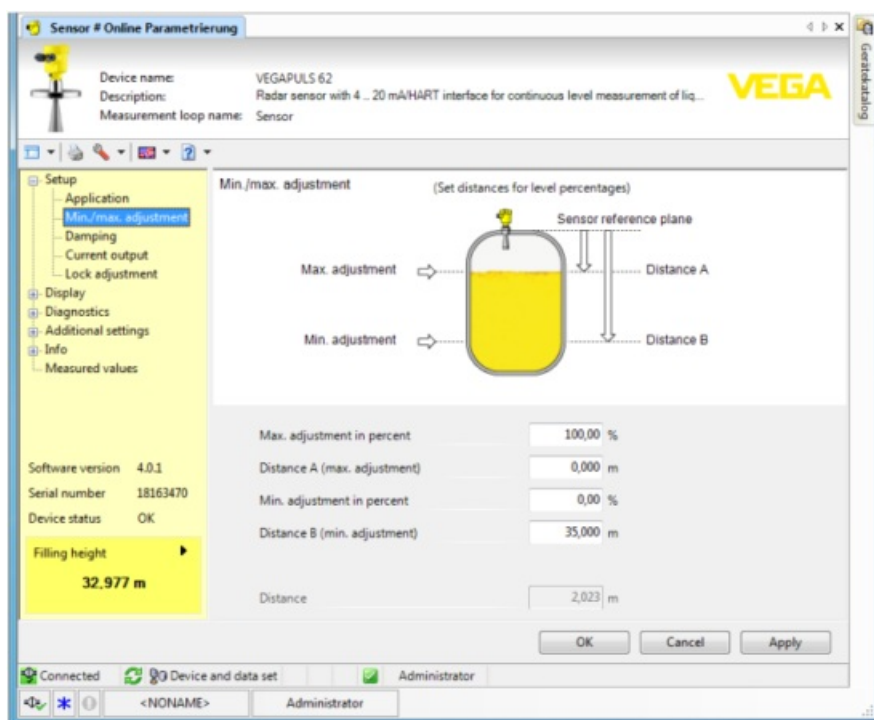 Sensor # Online Parametrierung
Gerätekatalog
Device name: VEGAPULS 62
Description: Radar sensor with 4 .. 20 mA/HART interface for continuous level measurement of liq...
Measurement loop name: Sensor
VEGA
Setup
Application
Min./max. adjustment
Damping
Current output
Lock adjustment
Display
Diagnostics
Additional settings
Info
Measured values
Software version 4.0.1
Serial number 18163470
Device status OK
Filling height
32,977 m
Min./max. adjustment (Set distances for level percentages)
Sensor reference plane
Max. adjustment Distance A
Min. adjustment Distance B
Max. adjustment in percent 100,00 %
Distance A (max. adjustment) 0,000 m
Min. adjustment in percent 0,00 %
Distance B (min. adjustment) 35,000 m
Distance 2,023 m
OK Cancel Apply
Connected Device and data set Administrator
<NONAME> Administrator